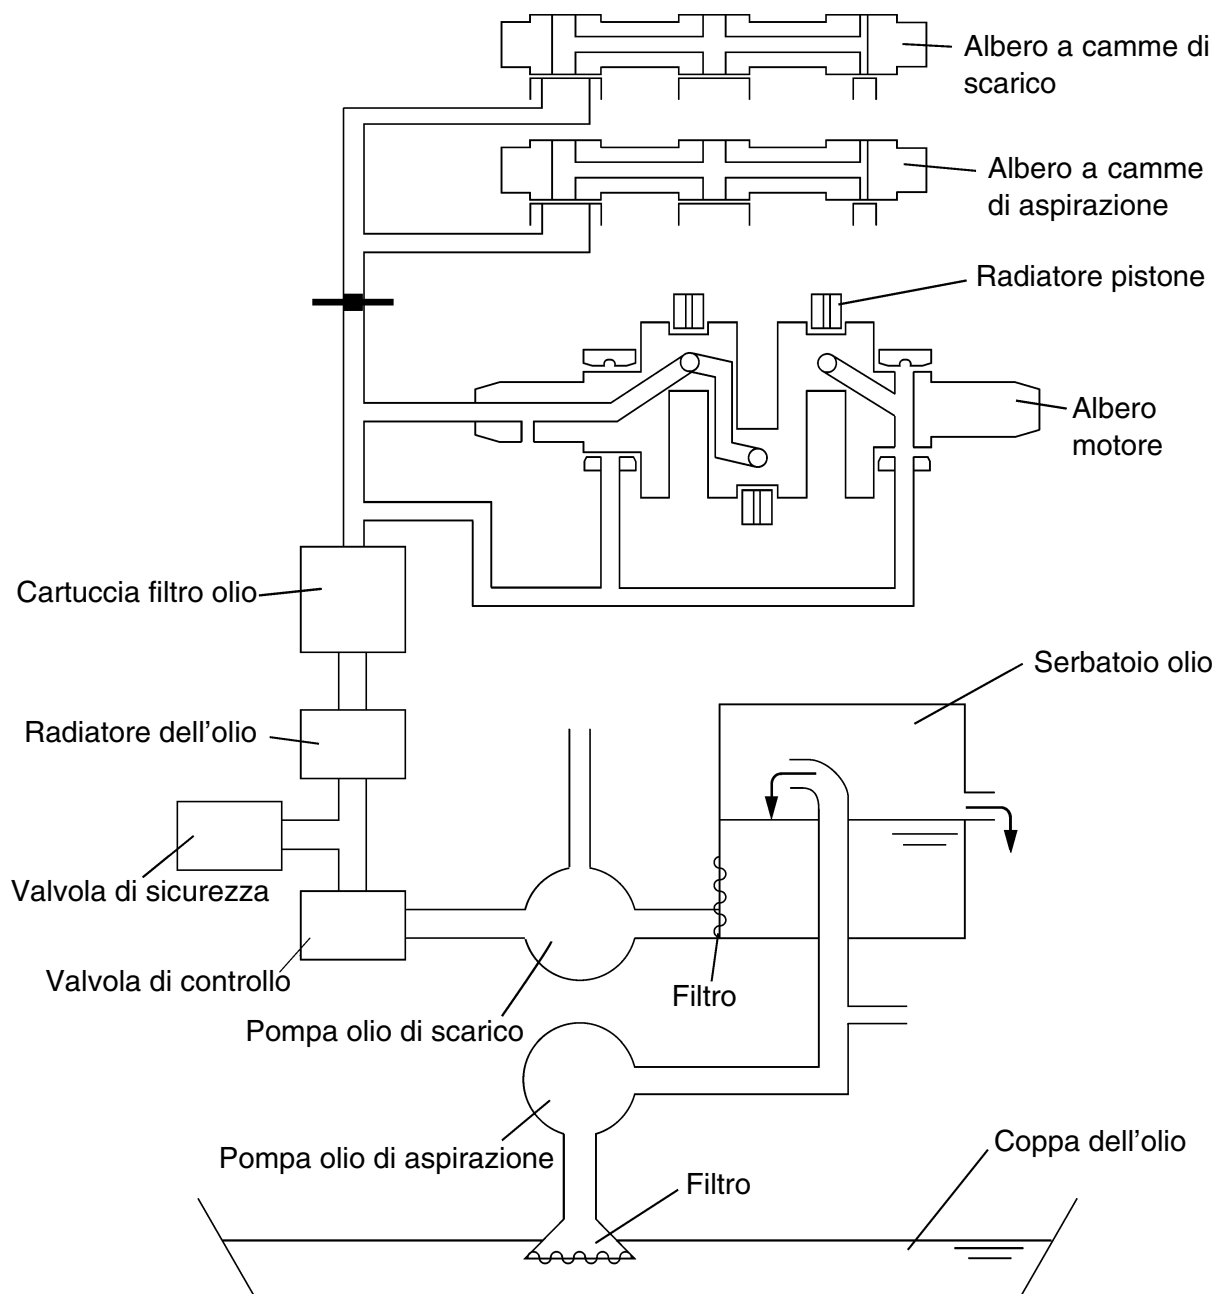 Albero a camme di
scarico
Albero a camme
di aspirazione
Radiatore pistone
Albero
motore
Cartuccia filtro olio
Serbatoio olio
Radiatore dell'olio
Valvola di sicurezza
Valvola di controllo
Filtro
Pompa olio di scarico
Coppa dell'olio
Pompa olio di aspirazione
Filtro